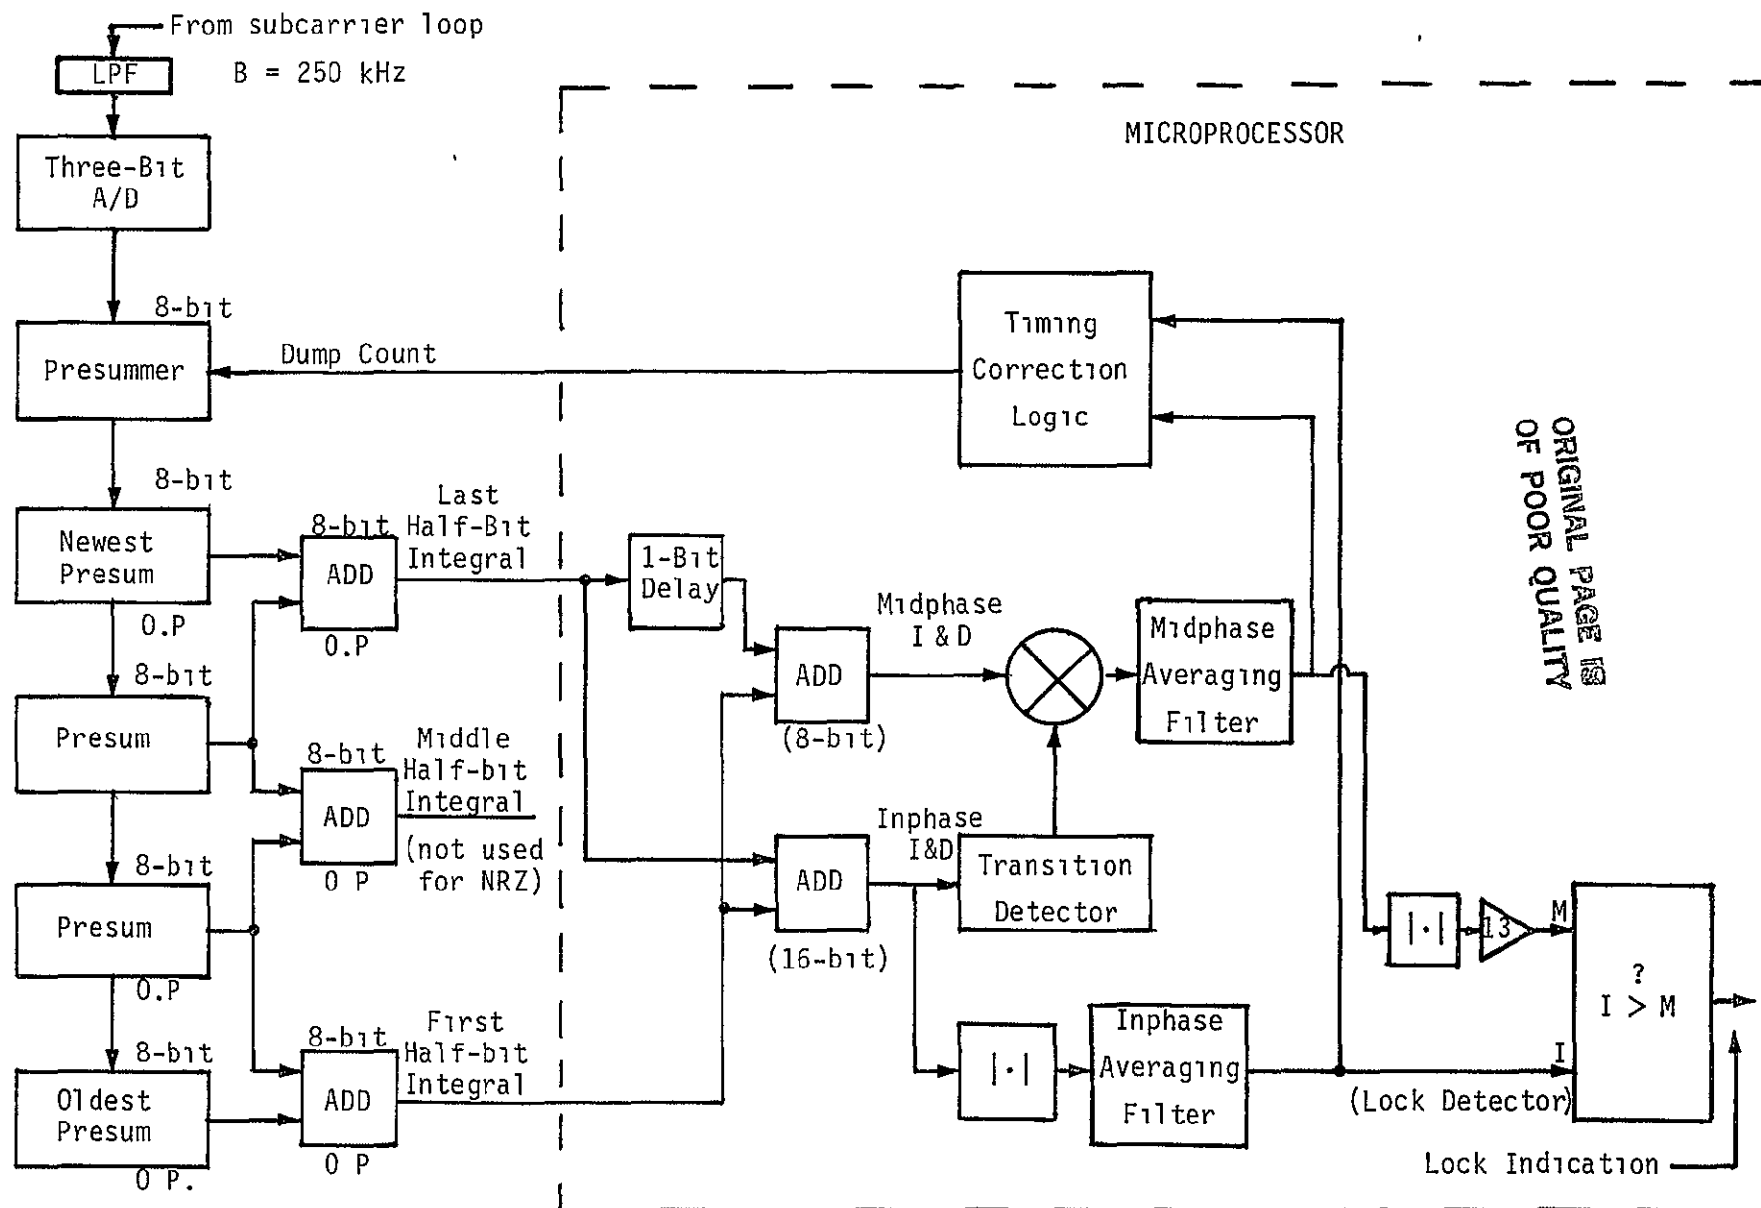 From subcarrier loop
LPF
B = 250 kHz
MICROPROCESSOR
Three-Bit
A/D
8-bit
Presummer
Dump Count
Timing
Correction
Logic
ORIGINAL PAGE IS
OF POOR QUALITY
8-bit
Newest
Presum
O.P
8-bit
ADD
O.P
Last
Half-Bit
Integral
1-Bit
Delay
ADD
(8-bit)
Midphase
I & D
Midphase
Averaging
Filter
8-bit
Presum
8-bit
ADD
O P
Middle
Half-bit
Integral
(not used
for NRZ)
ADD
(16-bit)
Inphase
I&D
Transition
Detector
8-bit
Presum
O.P
|·|
13
M
?
I > M
I
8-bit
Oldest
Presum
O P.
8-bit
ADD
O P
First
Half-bit
Integral
|·|
Inphase
Averaging
Filter
(Lock Detector)
Lock Indication